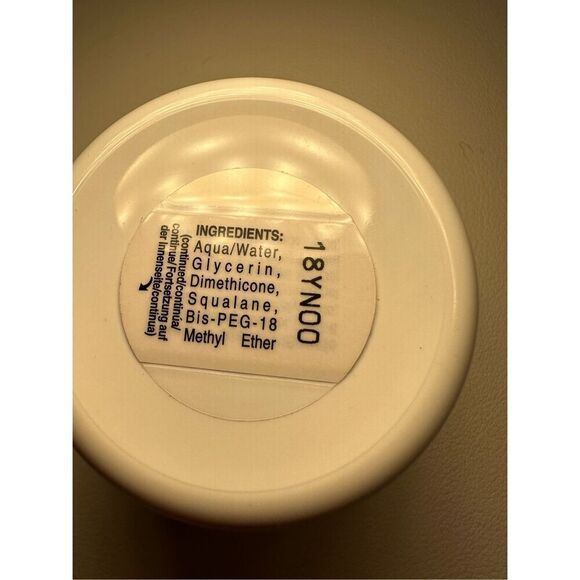 INGREDIENTS:
Aqua/Water,
Glycerin,
Dimethicone,
Squalane,
Bis-PEG-18
Methyl Ether
(continued/continúa/
continue/Fortsetzung auf
der Innenseite/continua)
18YN00